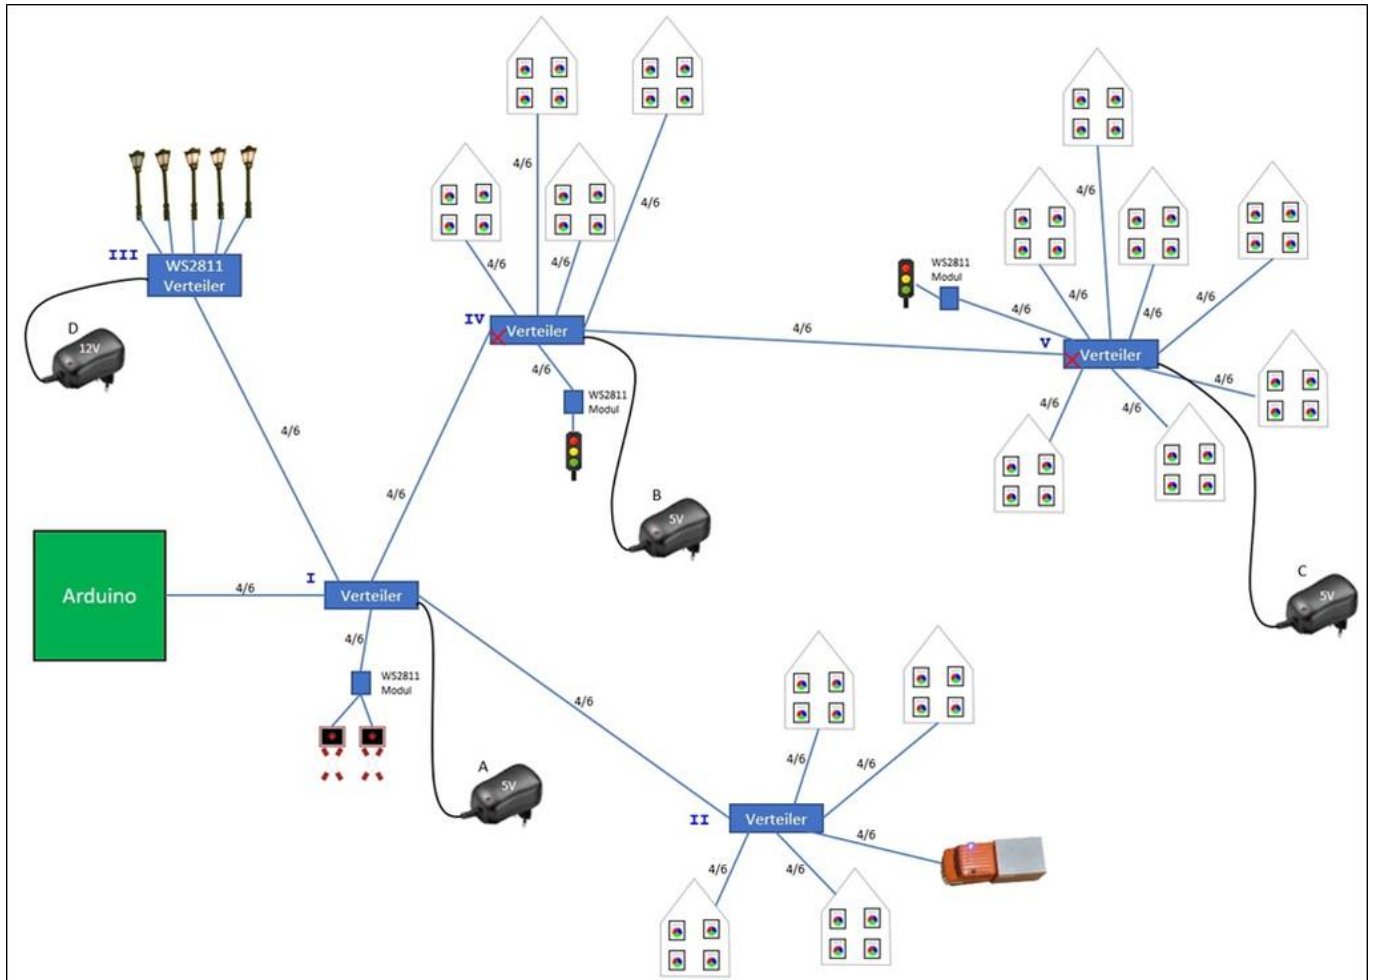 4/6
4/6
4/6
4/6
III
WS2811
Verteiler
D
12V
4/6
IV
Verteiler
4/6
WS2811
Modul
4/6
4/6
B
5V
4/6
4/6
4/6
4/6
4/6
WS2811
Modul
4/6
V
Verteiler
4/6
4/6
4/6
C
5V
Arduino
4/6
I
Verteiler
4/6
WS2811
Modul
A
5V
4/6
4/6
4/6
II
Verteiler
4/6
4/6
4/6